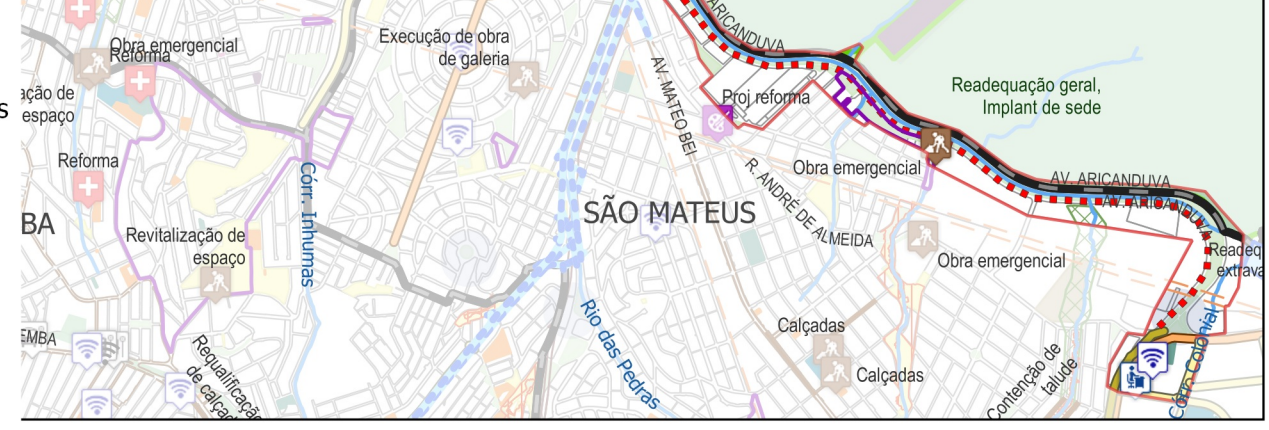 ARICANDUVA
Obra emergencial
Reforma
Execução de obra
de galeria
AV. MATEO BEI
Proj reforma
Readequação geral,
Implant de sede
ação de
espaço
S
Reforma
Córr. Inhumas
Obra emergencial
R. ANDRÉ DE ALMEIDA
AV. ARICANDUVA
AV. ARICANDUVA
BA
SÃO MATEUS
Revitalização de
espaço
Obra emergencial
Readeq
extrava
EMBA
Requalificação
de calçad
Rio das Pedras
Calçadas
Calçadas
Contenção de
talude
Córr. Colonial